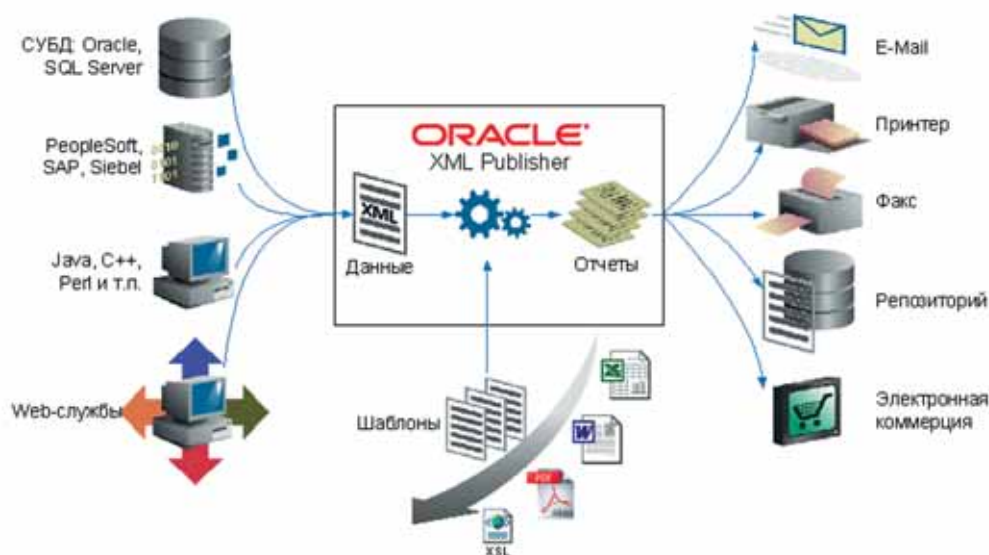 СУБД: Oracle,
SQL Server
PeopleSoft,
SAP, Siebel
Java, C++,
Perl и т.п.
Web-службы
ORACLE
XML Publisher
XML
Данные
Отчеты
Шаблоны
PDF
XSL
E-Mail
Принтер
Факс
Репозиторий
Электронная
коммерция